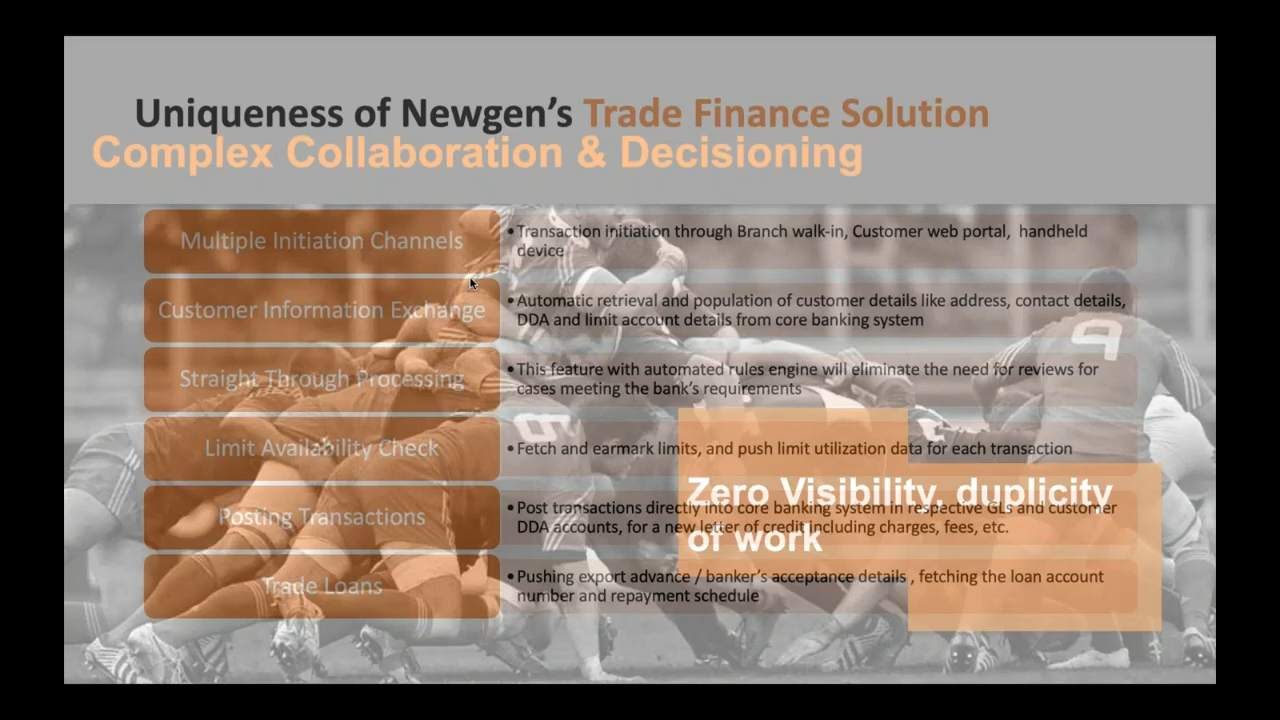 Uniqueness of Newgen's Trade Finance Solution
Complex Collaboration & Decisioning
Multiple Initiation Channels
• Transaction initiation through Branch walk-in, Customer web portal, handheld
device
Customer Information Exchange
• Automatic retrieval and population of customer details like address, contact details,
DDA and limit account details from core banking system
Straight Through Processing
• This feature with automated rules engine will eliminate the need for reviews for
cases meeting the bank's requirements
Limit Availability Check
• Fetch and earmark limits, and push limit utilization data for each transaction
Posting Transactions
• Post transactions directly into core banking system in respective GLs and customer
DDA accounts, for a new letter of credit including charges, fees, etc.
Zero Visibility, duplicity
of work
Trade Loans
• Pushing export advance / banker's acceptance details , fetching the loan account
number and repayment schedule
9